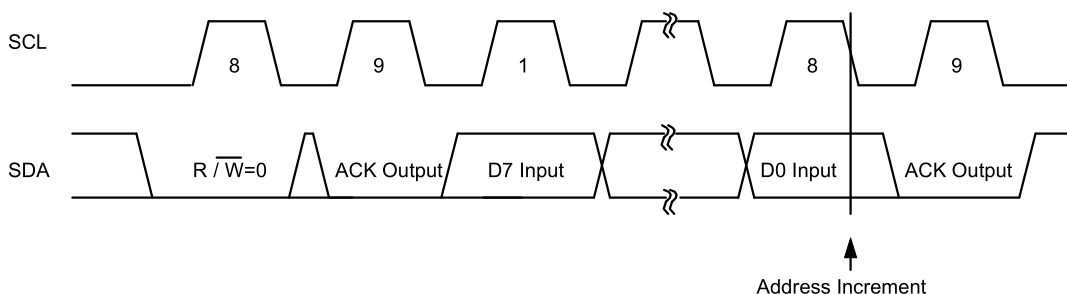 SCL
8
9
1
8
9
SDA
R / W̅=0
ACK Output
D7 Input
D0 Input
ACK Output
Address Increment